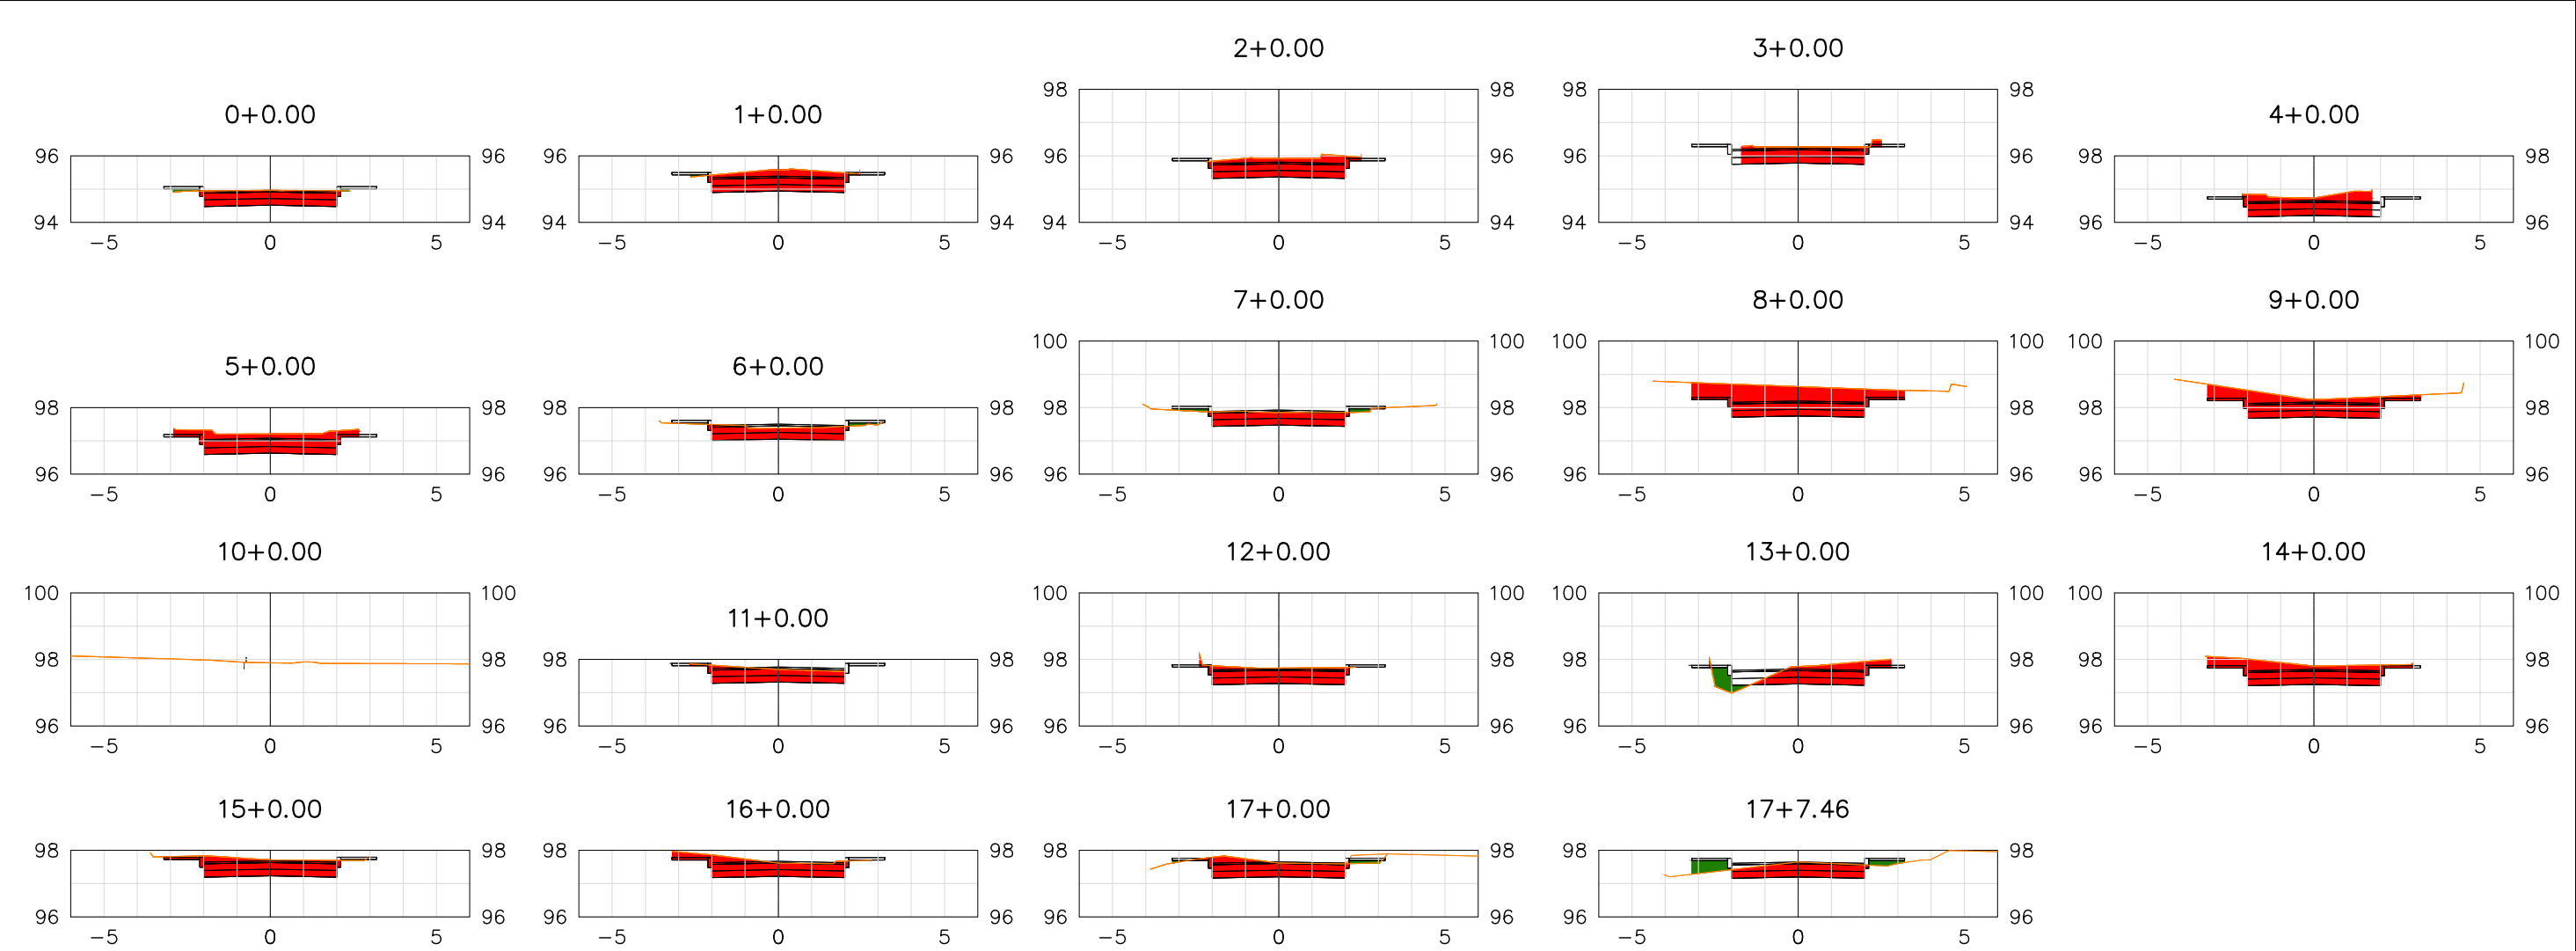 2+0.00 3+0.00
98 98 98 98
0+0.00 1+0.00 4+0.00
96 96 96 96 96 96 96 96 98 98
94 94 94 94 94 94 94 94 96 96
−5 0 5 −5 0 5 −5 0 5 −5 0 5 −5 0 5
7+0.00 8+0.00 9+0.00
100 100 100 100 100 100
5+0.00 6+0.00
98 98 98 98 98 98 98 98 98 98
96 96 96 96 96 96 96 96 96 96
−5 0 5 −5 0 5 −5 0 5 −5 0 5 −5 0 5
10+0.00 12+0.00 13+0.00 14+0.00
100 100 100 100 100 100 100 100
11+0.00
98 98 98 98 98 98 98 98 98 98
96 96 96 96 96 96 96 96 96 96
−5 0 5 −5 0 5 −5 0 5 −5 0 5 −5 0 5
15+0.00 16+0.00 17+0.00 17+7.46
98 98 98 98 98 98 98 98
96 96 96 96 96 96 96 96
−5 0 5 −5 0 5 −5 0 5 −5 0 5